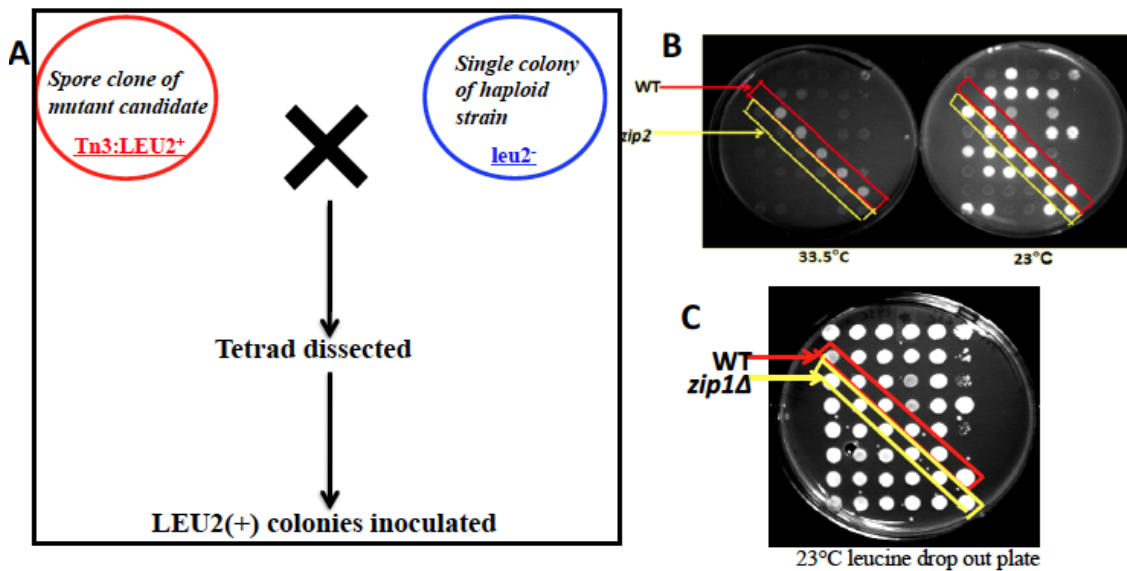 A
Spore clone of
mutant candidate
Tn3:LEU2⁺
Single colony
of haploid
strain
leu2⁻
Tetrad dissected
LEU2(+) colonies inoculated
B
WT
zip2
33.5°C
23°C
C
WT
zip1Δ
23°C leucine drop out plate